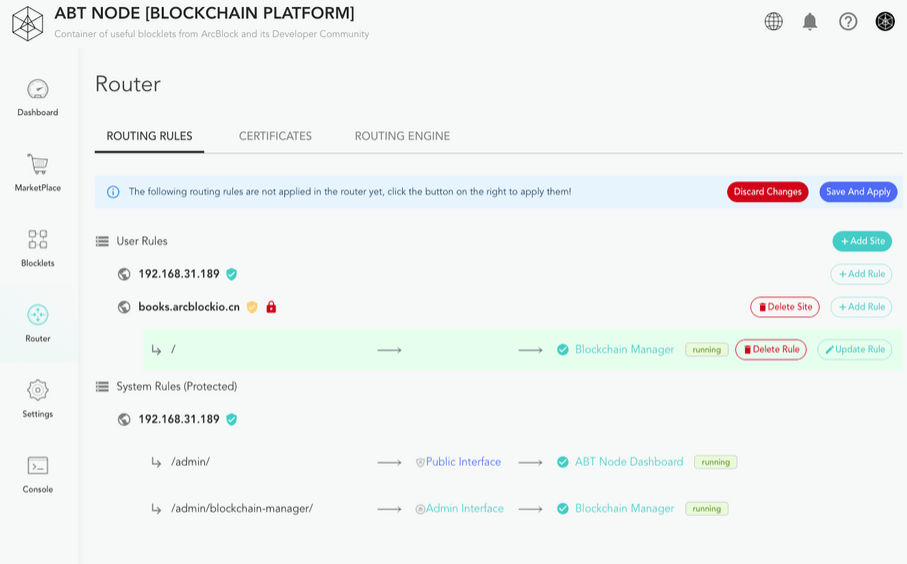 ABT NODE [BLOCKCHAIN PLATFORM]
Container of useful blocklets from ArcBlock and its Developer Community
Dashboard
MarketPlace
Blocklets
Router
Settings
Console
Router
ROUTING RULES CERTIFICATES ROUTING ENGINE
The following routing rules are not applied in the router yet, click the button on the right to apply them! Discard Changes Save And Apply
User Rules +Add Site
192.168.31.189 +Add Rule
books.arcblockio.cn Delete Site +Add Rule
/ Blockchain Manager running Delete Rule Update Rule
System Rules (Protected)
192.168.31.189
/admin/ Public Interface ABT Node Dashboard running
/admin/blockchain-manager/ Admin Interface Blockchain Manager running